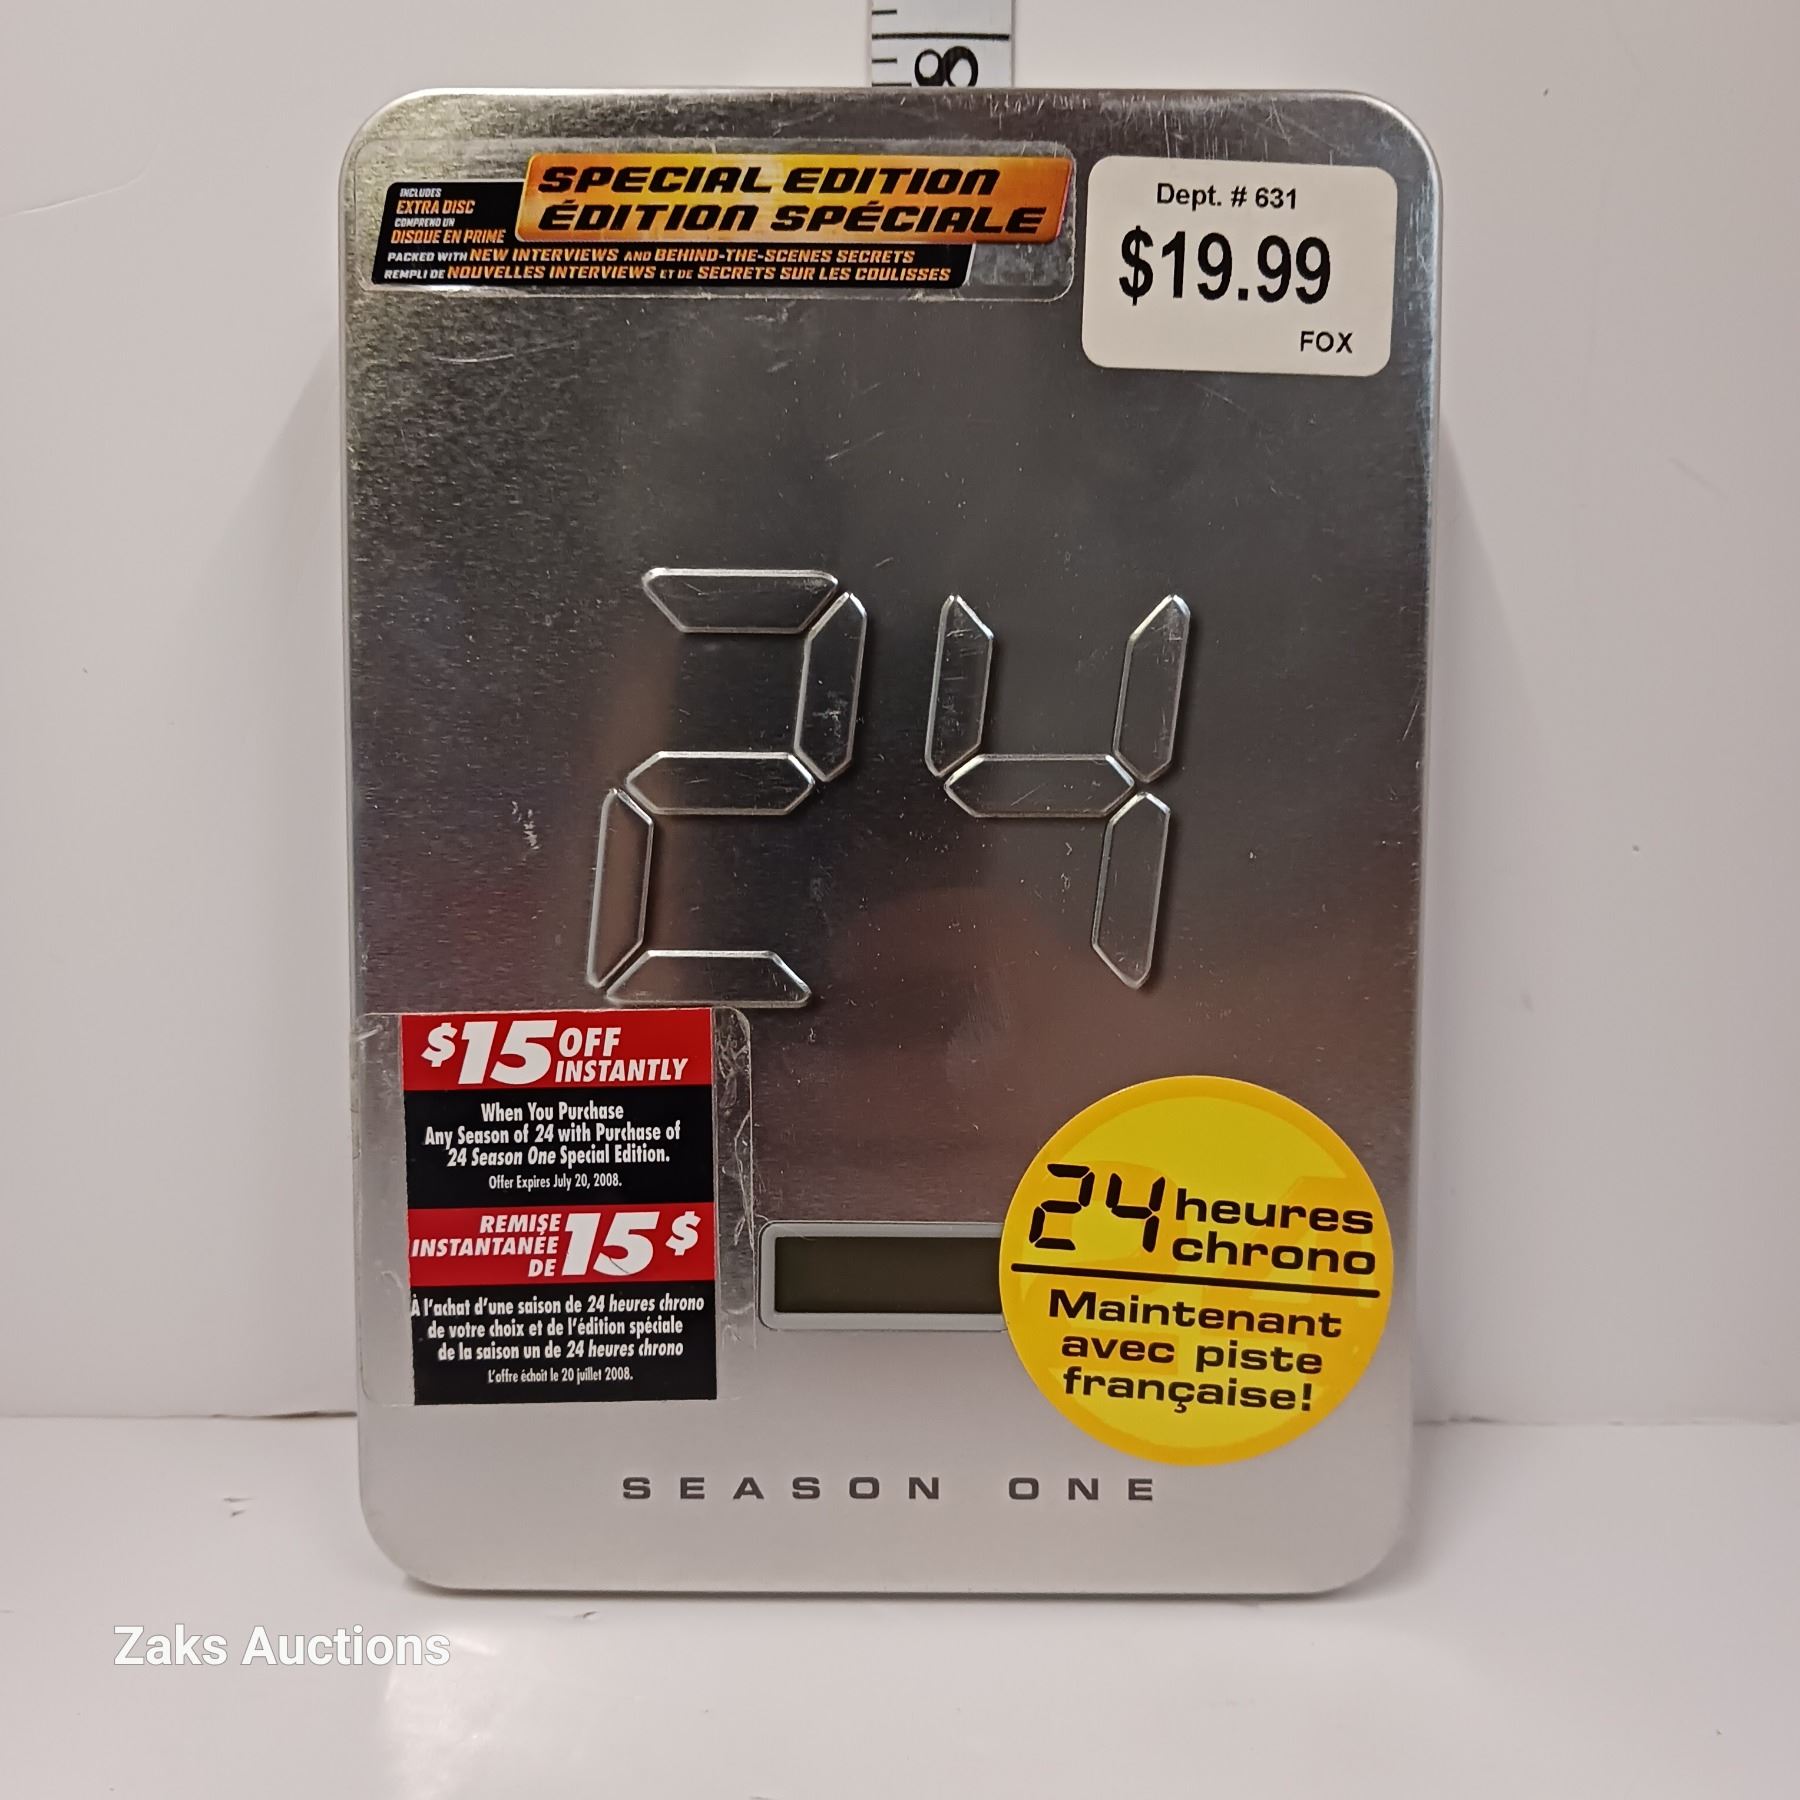 8
INCLUDES
EXTRA DISC
COMPREND UN
DISQUE EN PRIME
SPECIAL EDITION
ÉDITION SPÉCIALE
PACKED WITH NEW INTERVIEWS AND BEHIND-THE-SCENES SECRETS
REMPLI DE NOUVELLES INTERVIEWS ET DE SECRETS SUR LES COULISSES
Dept. # 631
$19.99
FOX
24
$15 OFF
INSTANTLY
When You Purchase
Any Season of 24 with Purchase of
24 Season One Special Edition.
Offer Expires July 20, 2008.
REMISE
INSTANTANÉE
DE 15 $
À l'achat d'une saison de 24 heures chrono
de votre choix et de l'édition spéciale
de la saison un de 24 heures chrono
L'offre échoit le 20 juillet 2008.
24 heures
chrono
Maintenant
avec piste
française!
SEASON ONE
Zaks Auctions